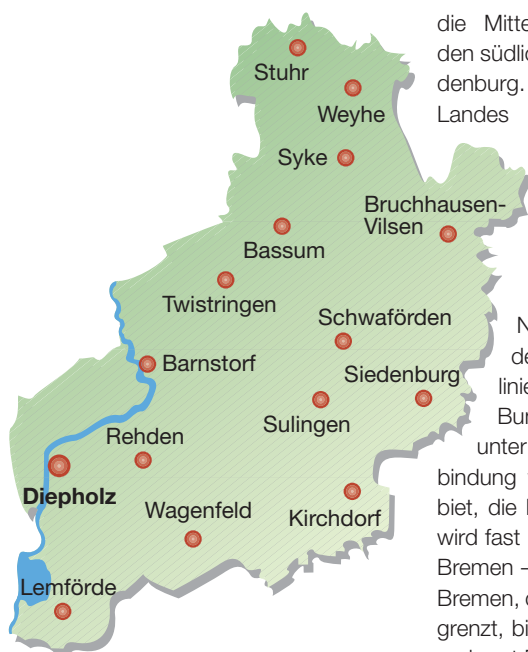 die Mitte
den südlic
denburg.
Landes
Stuhr
Weyhe
Syke
Bruchhausen-
Vilsen
Bassum
Twistringen
Schwaförden
Barnstorf
Siedenburg
Sulingen
Rehden
Diepholz
Wagenfeld
Kirchdorf
Lemförde
N
de
linie
Bur
unter
bindung
biet, die
wird fast
Bremen –
Bremen, d
grenzt, bi